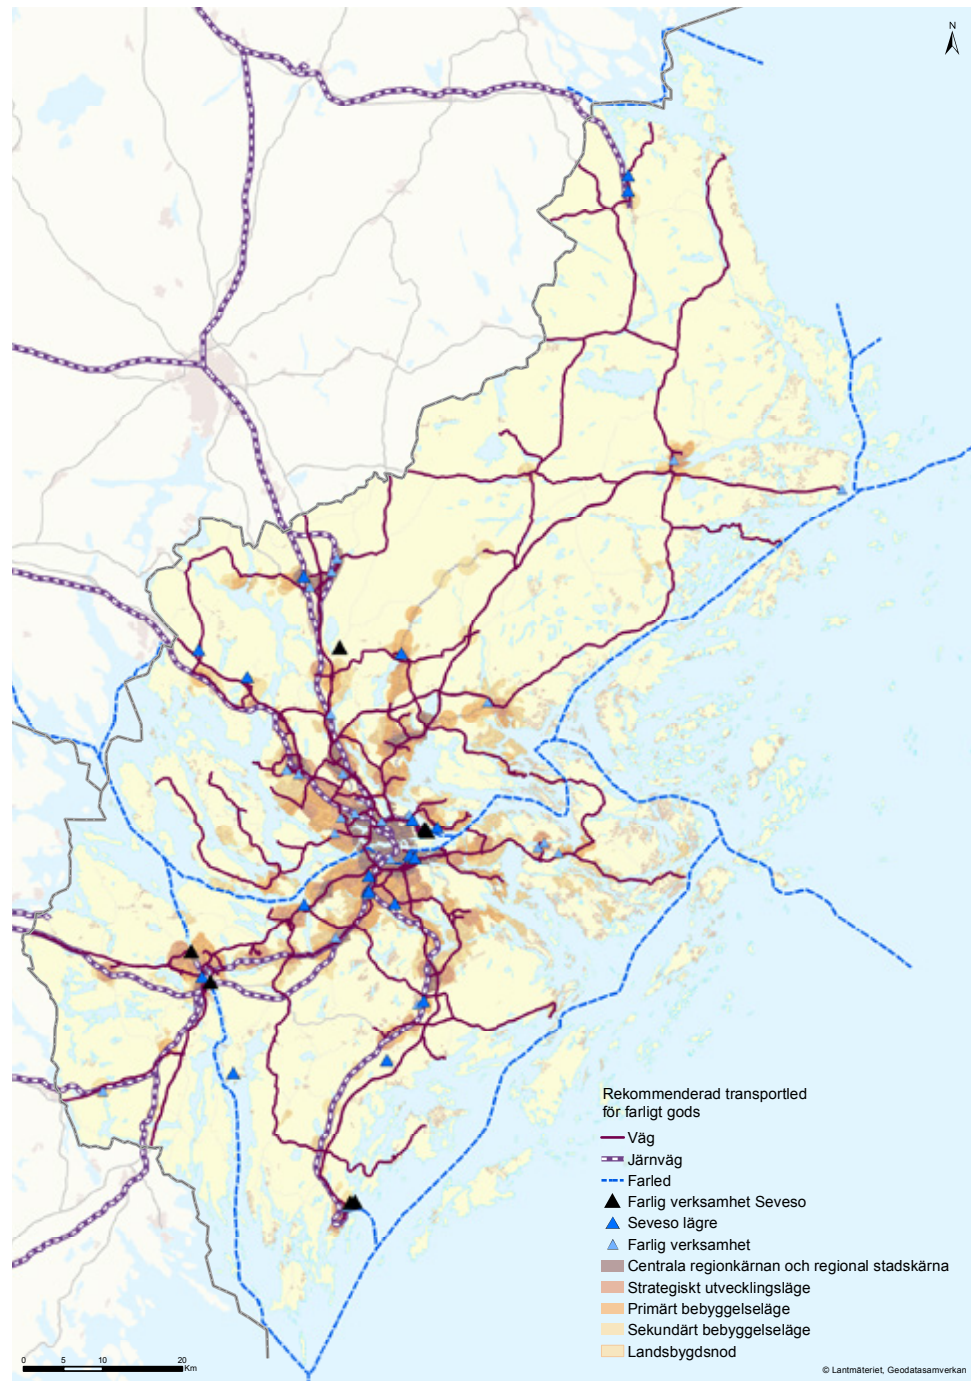 N
Rekommenderad transportled
för farligt gods
Väg
Järnväg
Farled
Farlig verksamhet Seveso
Seveso lägre
Farlig verksamhet
Centrala regionkärnan och regional stadskärna
Strategiskt utvecklingsläge
Primärt bebyggelseläge
Sekundärt bebyggelseläge
Landsbygdsnod
0 5 10 20
Km
© Lantmäteriet, Geodatasamverkan